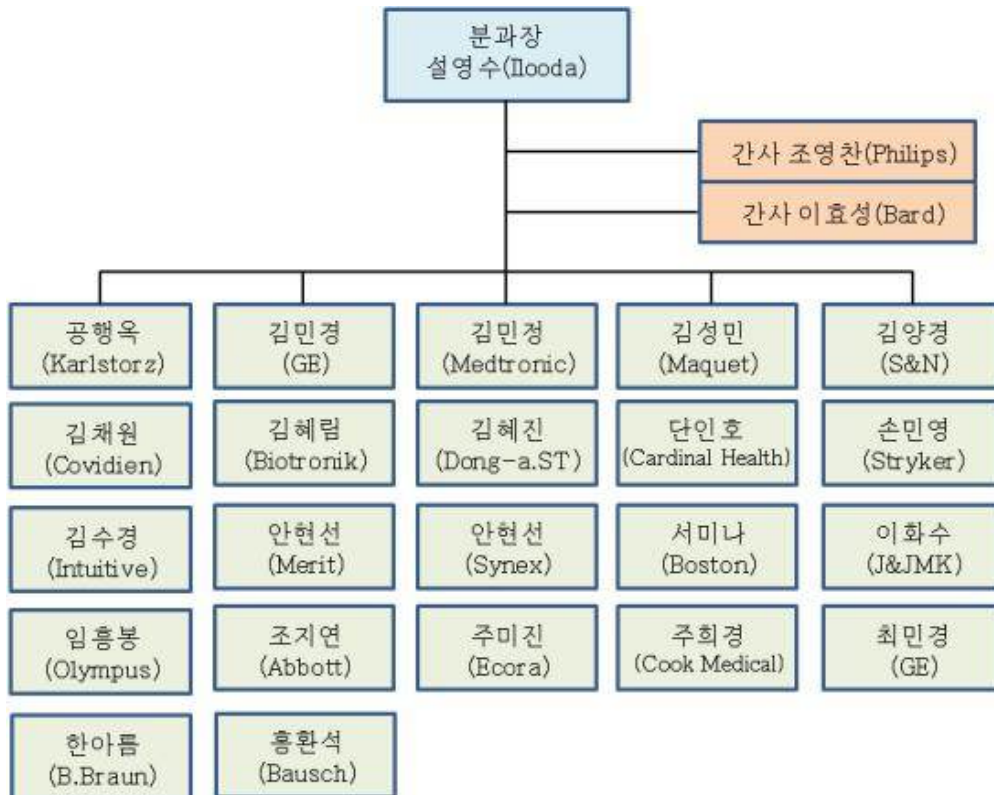 분과장
설영수(Ilooda)
간사 조영찬(Philips)
간사 이효성(Bard)
공행옥
(Karlstorz)
김민경
(GE)
김민정
(Medtronic)
김성민
(Maquet)
김양경
(S&N)
김채원
(Covidien)
김혜림
(Biotronik)
김혜진
(Dong-a.ST)
단인호
(Cardinal Health)
손민영
(Stryker)
김수경
(Intuitive)
안현선
(Merit)
안현선
(Synex)
서미나
(Boston)
이화수
(J&JMK)
임흥봉
(Olympus)
조지연
(Abbott)
주미진
(Ecora)
주희경
(Cook Medical)
최민경
(GE)
한아름
(B.Braun)
홍환석
(Bausch)